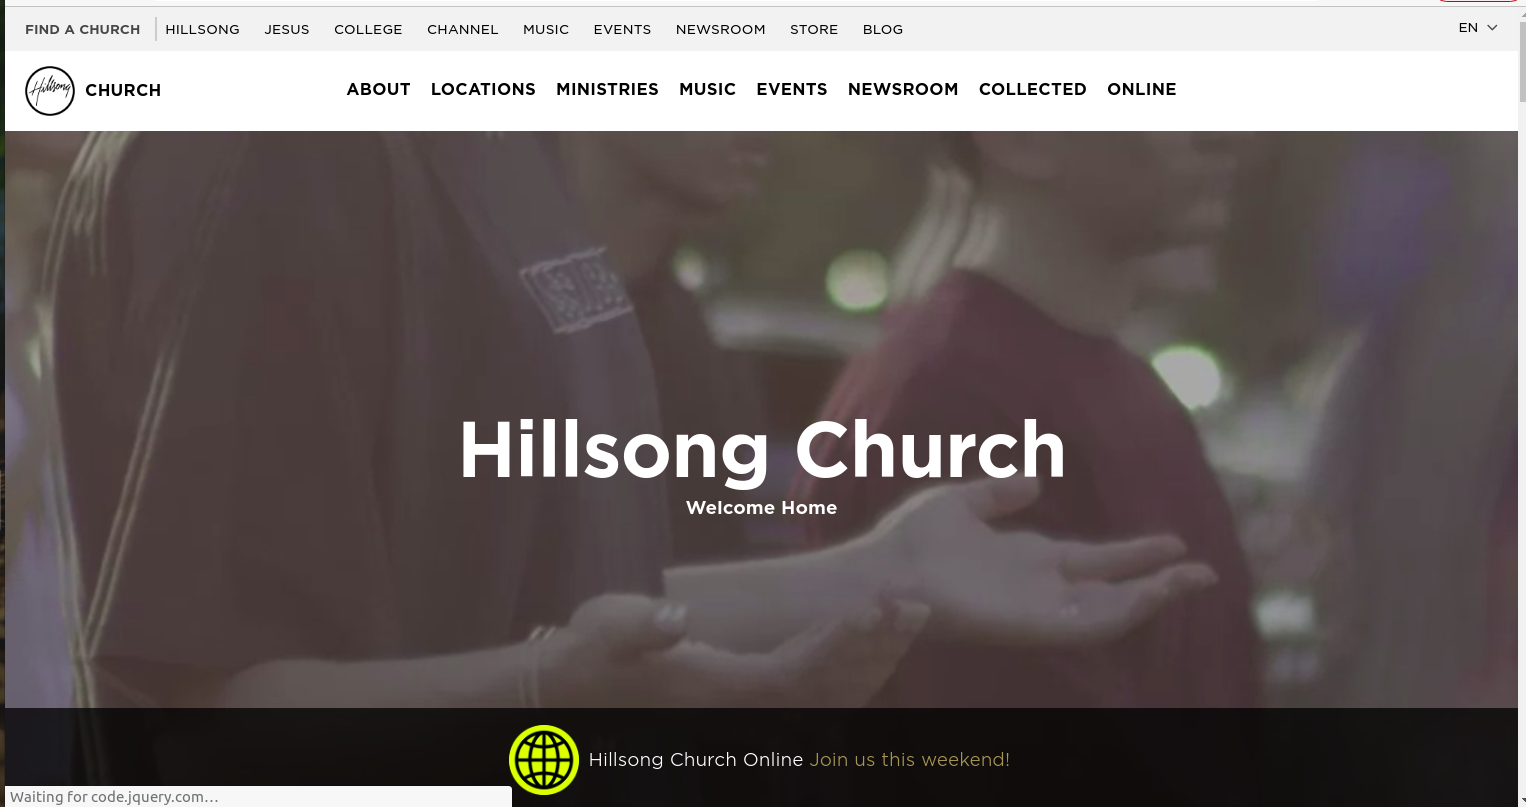 FIND A CHURCH HILLSONG JESUS COLLEGE CHANNEL MUSIC EVENTS NEWSROOM STORE BLOG EN
Hillsong CHURCH ABOUT LOCATIONS MINISTRIES MUSIC EVENTS NEWSROOM COLLECTED ONLINE
Hillsong Church
Welcome Home
Hillsong Church Online Join us this weekend!
Waiting for code.jquery.com...